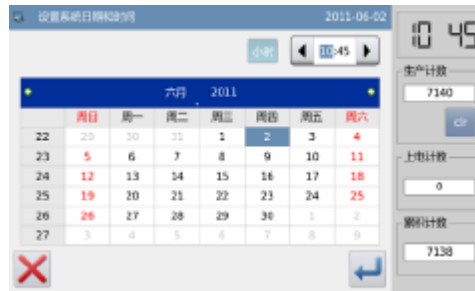 设置系统日期和时间 2011-06-02
小时 10:45
六月 2011
周日 周一 周二 周三 周四 周五 周六
22 29 30 31 1 2 3 4
23 5 6 7 8 9 10 11
24 12 13 14 15 16 17 18
25 19 20 21 22 23 24 25
26 26 27 28 29 30 1 2
27 3 4 5 6 7 8 9
10 45
生产计数
7140
clr
上电计数
0
累积计数
7138